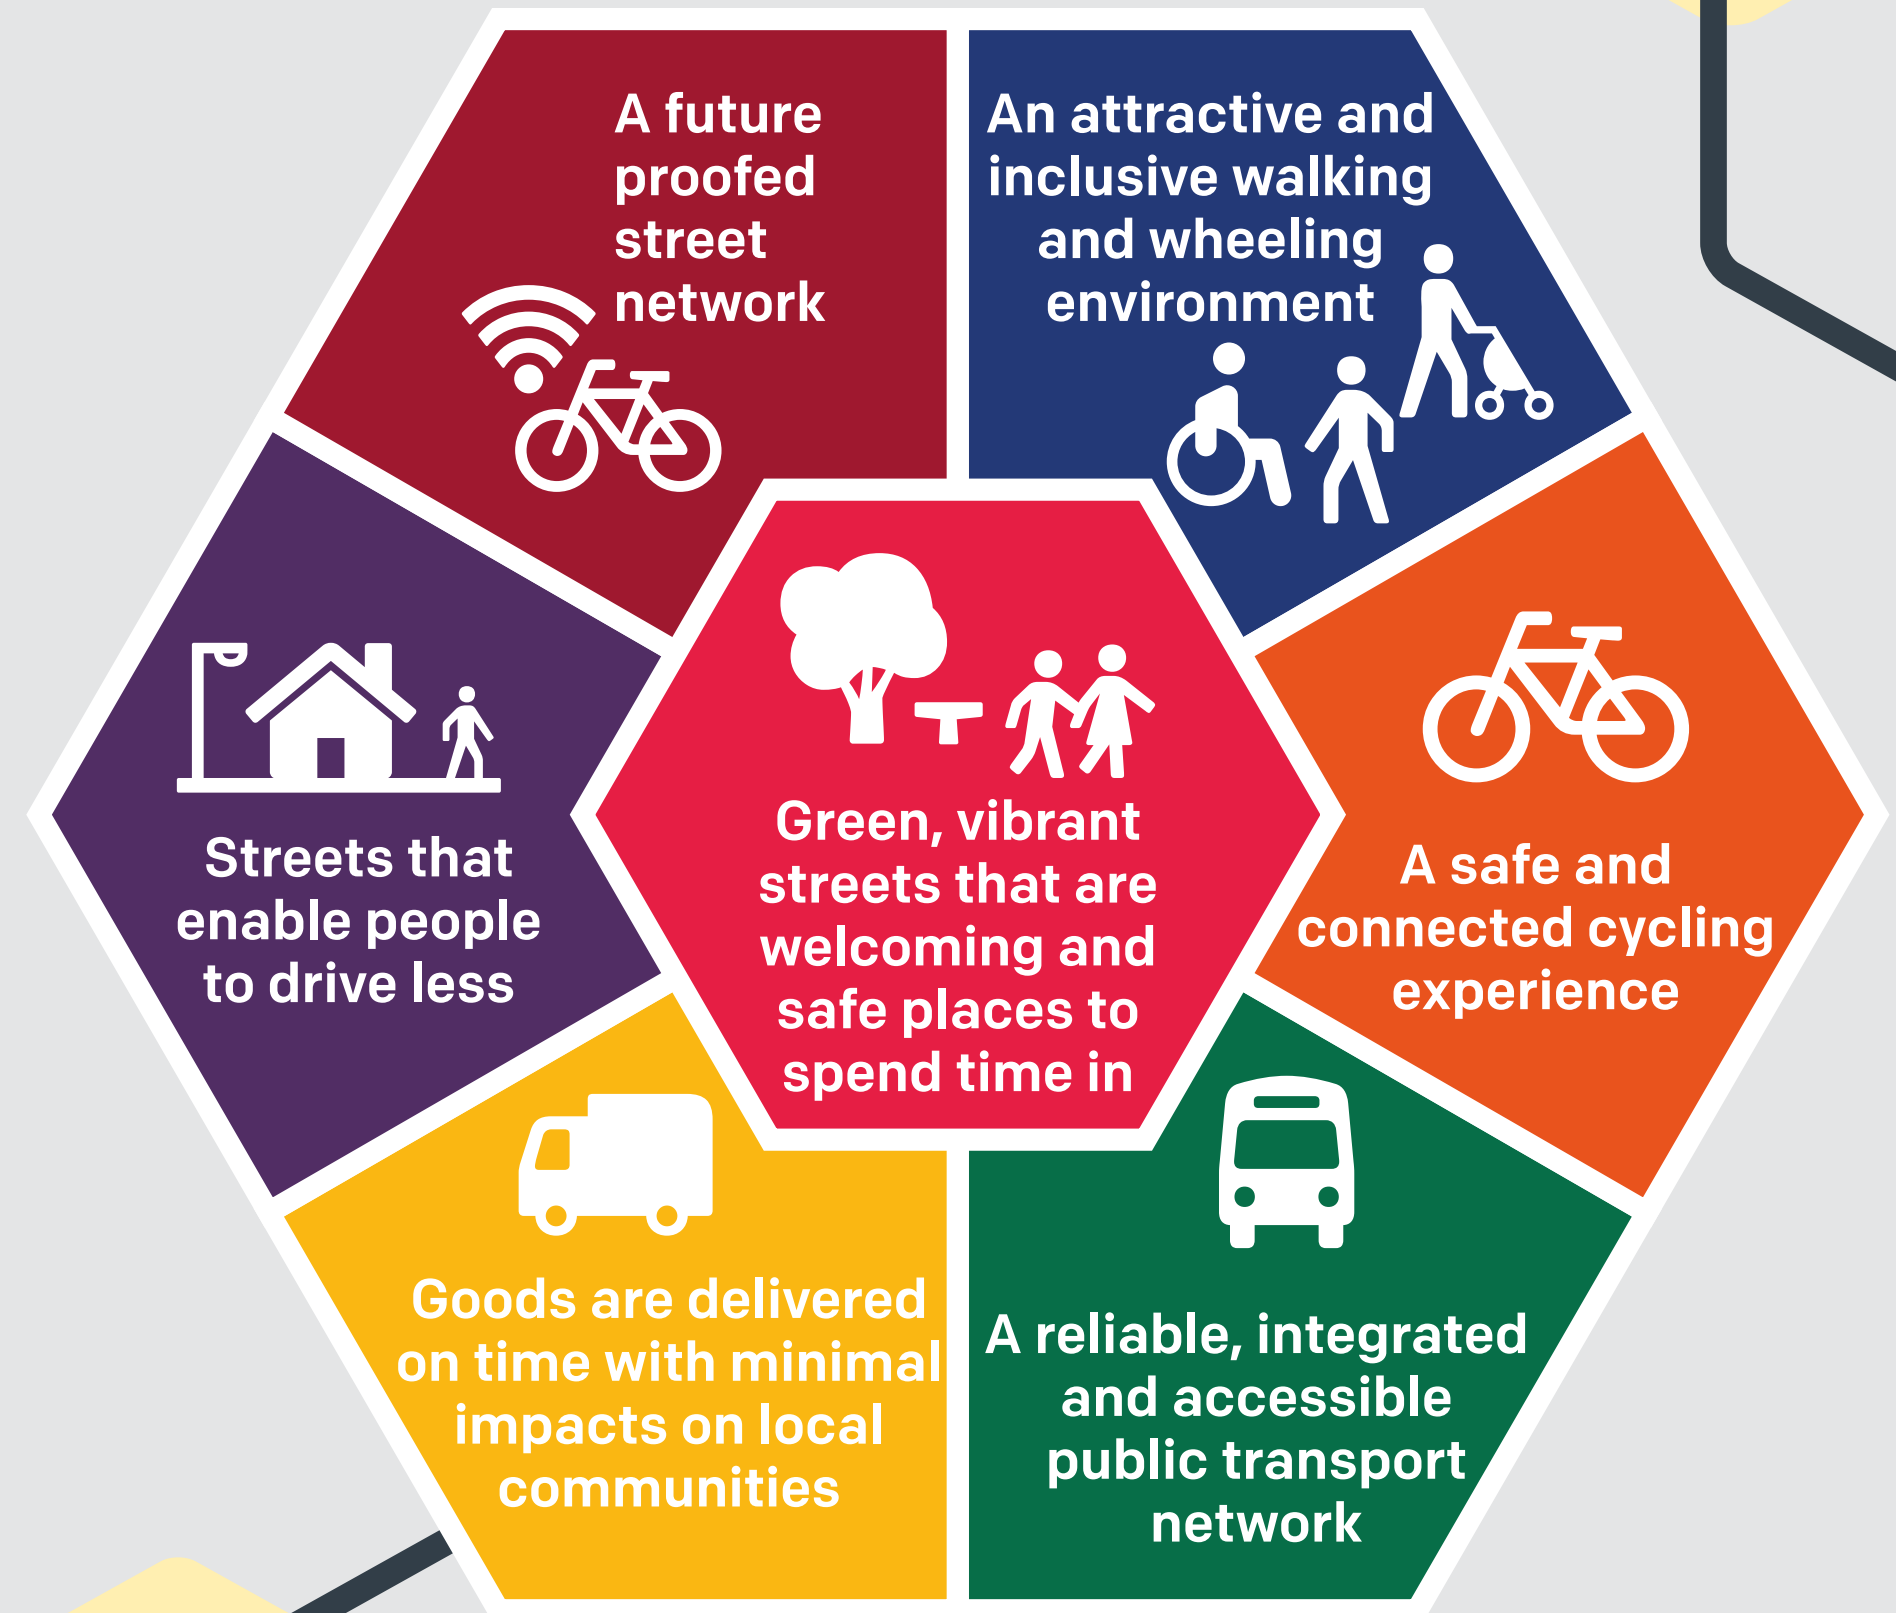 A future
proofed
street
network
An attractive and
inclusive walking
and wheeling
environment
A safe and
connected cycling
experience
A reliable, integrated
and accessible
public transport
network
Goods are delivered
on time with minimal
impacts on local
communities
Streets that
enable people
to drive less
Green, vibrant
streets that are
welcoming and
safe places to
spend time in